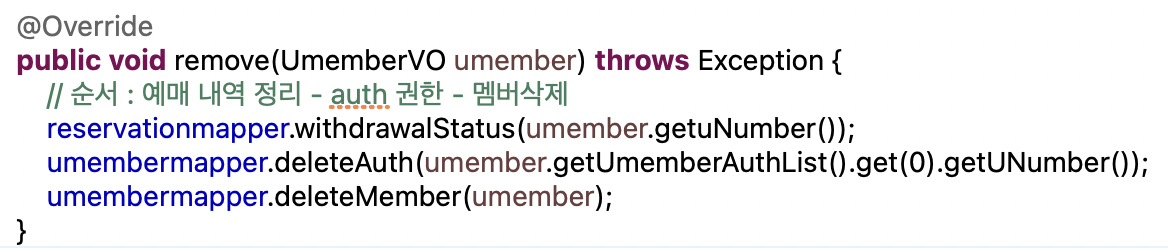 @Override
public void remove(UmemberVO umember) throws Exception {
// 순서 : 예매 내역 정리 - auth 권한 - 멤버삭제
reservationmapper.withdrawalStatus(umember.getuNumber());
umembermapper.deleteAuth(umember.getUmemberAuthList().get(0).getUNumber());
umembermapper.deleteMember(umember);
}